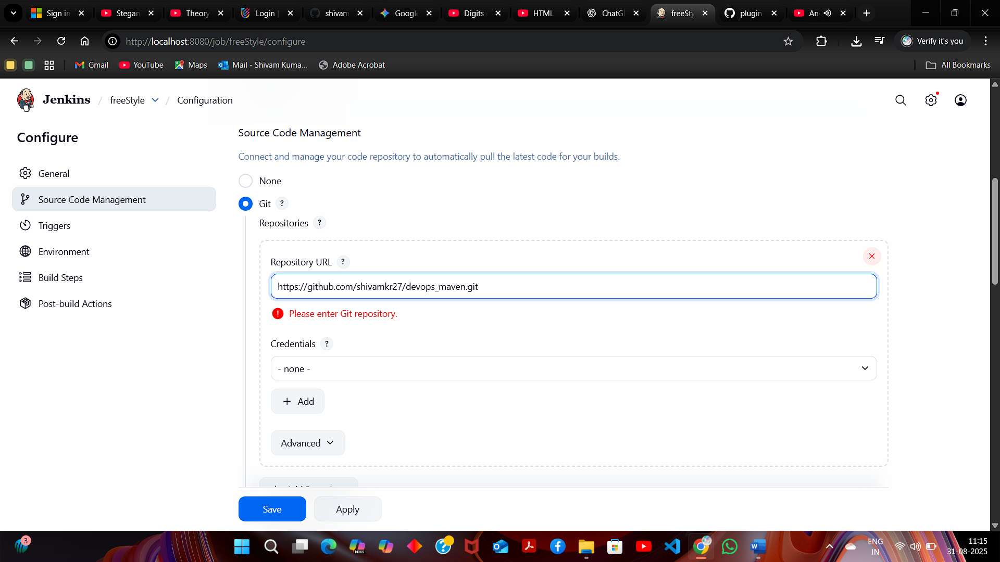 Sign in
Stegan
Theory
Login |
shivam
Google
Digits
HTML
ChatG
freeSty
plugin
An
http://localhost:8080/job/freeStyle/configure
Verify it's you
Gmail
YouTube
Maps
Mail - Shivam Kuma...
Adobe Acrobat
All Bookmarks
Jenkins / freeStyle / Configuration
Configure
General
Source Code Management
Triggers
Environment
Build Steps
Post-build Actions
Source Code Management
Connect and manage your code repository to automatically pull the latest code for your builds.
None
Git ?
Repositories ?
Repository URL ?
https://github.com/shivamkr27/devops_maven.git
Please enter Git repository.
Credentials ?
- none -
+ Add
Advanced
Save
Apply
3
M365
ENG
IN
11:15
31-08-2025